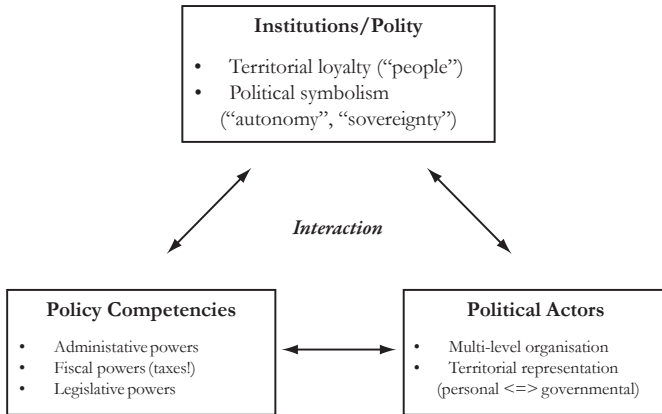 Institutions/Polity
• Territorial loyalty (“people”)
• Political symbolism
(“autonomy”, “sovereignty”)
Interaction
Policy Competencies
• Administative powers
• Fiscal powers (taxes!)
• Legislative powers
Political Actors
• Multi-level organisation
• Territorial representation
(personal <=> governmental)